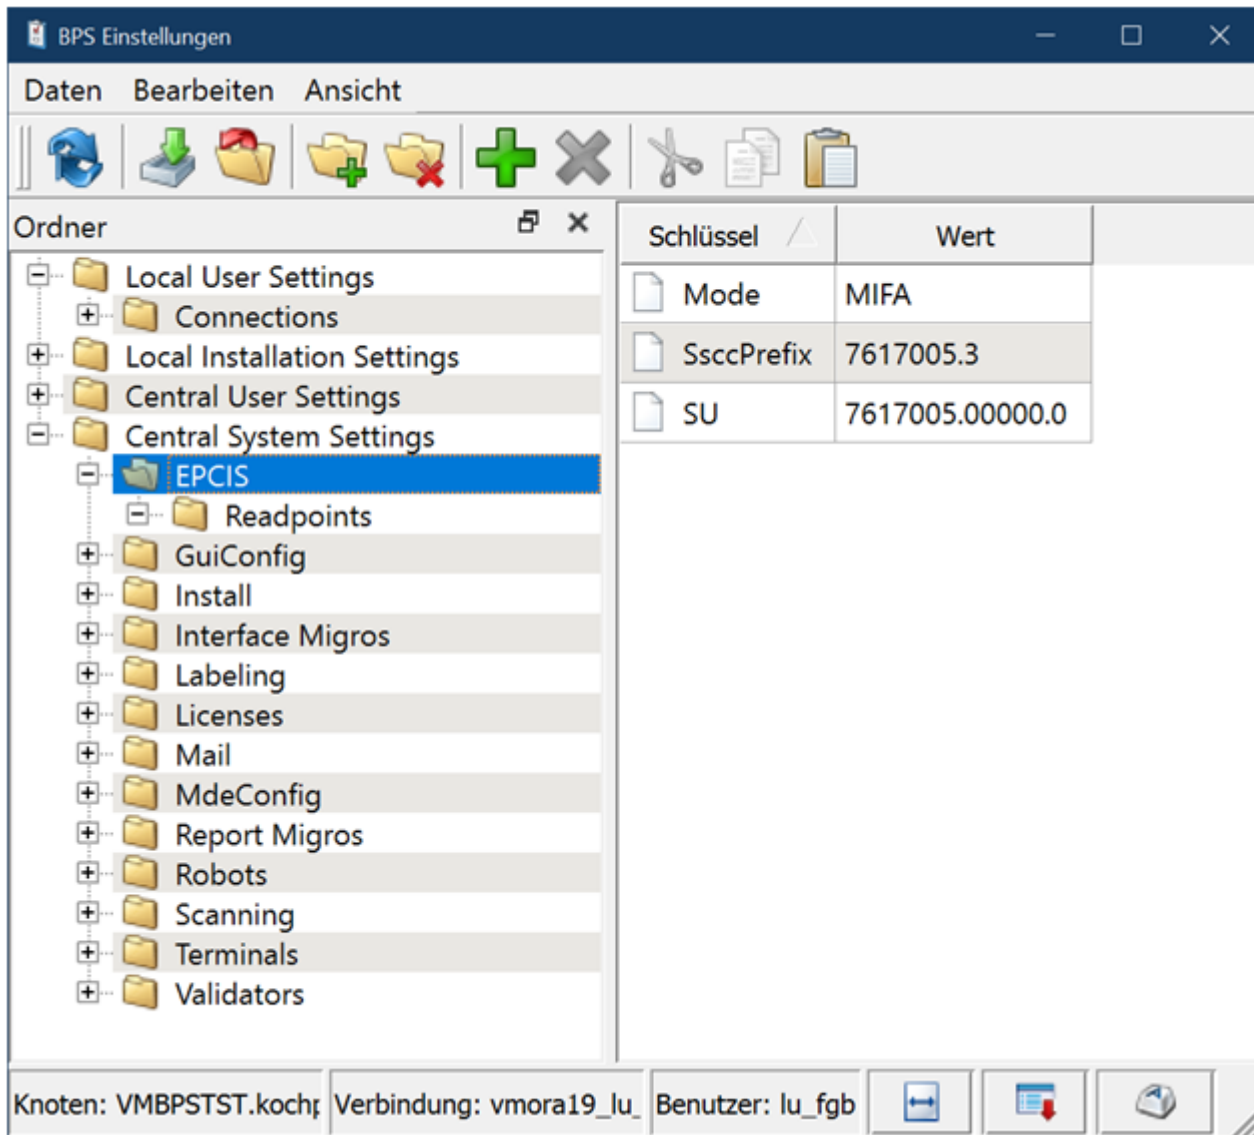 BPS Einstellungen
Daten Bearbeiten Ansicht
Ordner
Local User Settings
Connections
Local Installation Settings
Central User Settings
Central System Settings
EPCIS
Readpoints
GuiConfig
Install
Interface Migros
Labeling
Licenses
Mail
MdeConfig
Report Migros
Robots
Scanning
Terminals
Validators
Schlüssel Wert
Mode MIFA
SsccPrefix 7617005.3
SU 7617005.00000.0
Knoten: VMBPSTST.kochp Verbindung: vmora19_lu_ Benutzer: lu_fgb